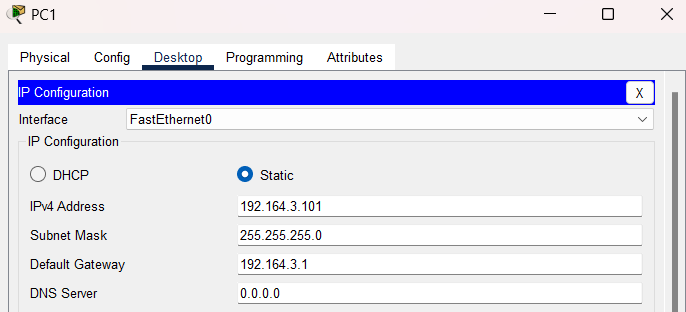 PC1
Physical Config Desktop Programming Attributes
IP Configuration X
Interface FastEthernet0
IP Configuration
DHCP Static
IPv4 Address 192.164.3.101
Subnet Mask 255.255.255.0
Default Gateway 192.164.3.1
DNS Server 0.0.0.0